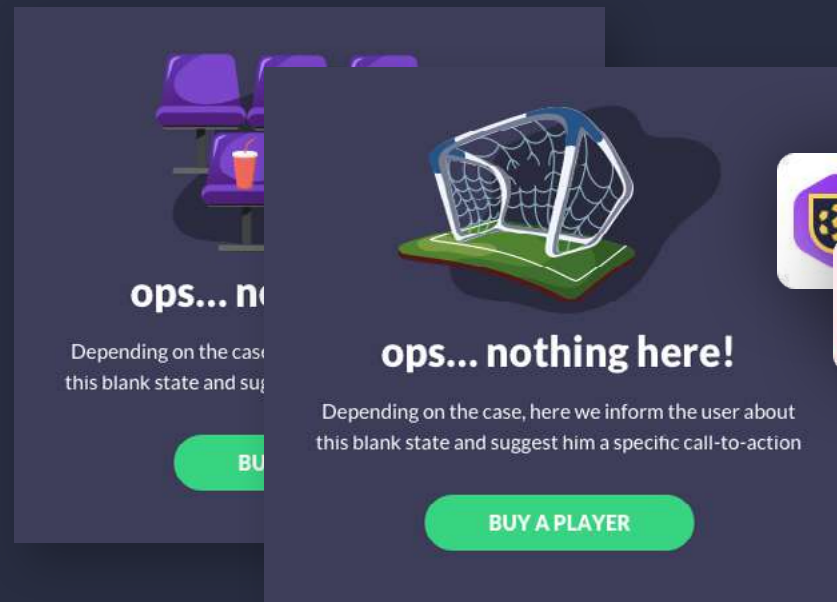 ops... n
Depending on the case
this blank state and sug
BU
ops... nothing here!
Depending on the case, here we inform the user about
this blank state and suggest him a specific call-to-action
BUY A PLAYER